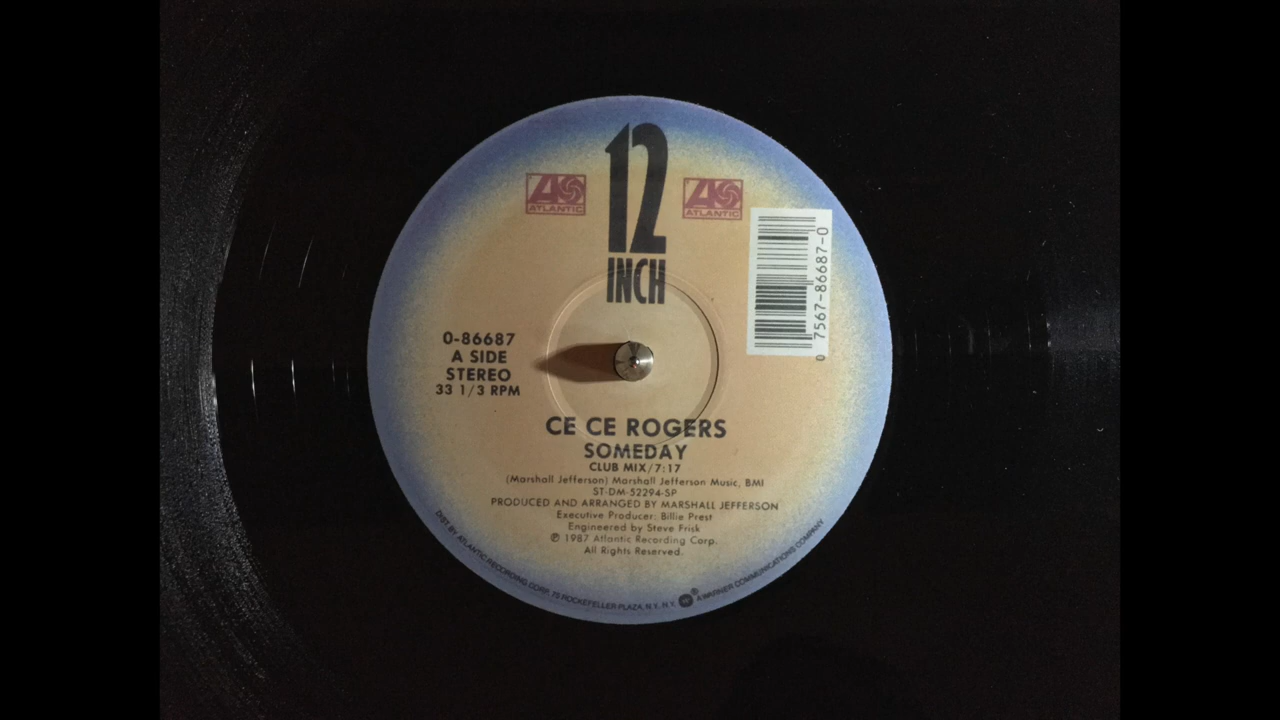 12
INCH
ATLANTIC
ATLANTIC
0 7567-86687-0
0-86687
A SIDE
STEREO
33 1/3 RPM
CE CE ROGERS
SOMEDAY
CLUB MIX/7:17
(Marshall Jefferson) Marshall Jefferson Music, BMI
ST-DM-52294-SP
PRODUCED AND ARRANGED BY MARSHALL JEFFERSON
Executive Producer: Billie Prest
Engineered by Steve Frisk
℗ 1987 Atlantic Recording Corp.
All Rights Reserved.
DIST. BY ATLANTIC RECORDING CORP. 75 ROCKEFELLER PLAZA, N.Y. N.Y. ® A WARNER COMMUNICATIONS COMPANY